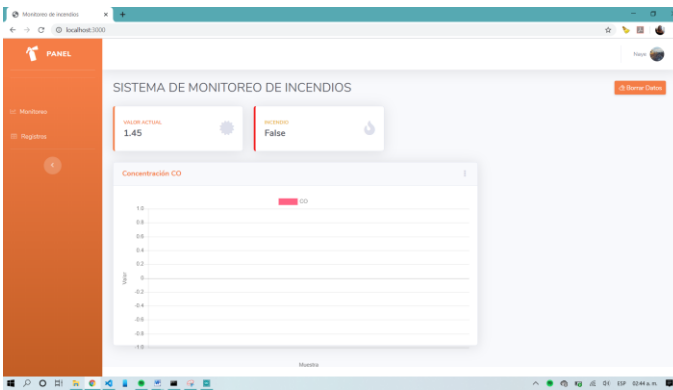 Monitoreo de incendios
localhost:3000
PANEL
Naye
SISTEMA DE MONITOREO DE INCENDIOS
Borrar Datos
Monitoreo
Registros
VALOR ACTUAL
1.45
INCENDIO
False
Concentración CO
CO
1.0
0.8
0.6
0.4
0.2
0
-0.2
-0.4
-0.6
-0.8
-1.0
Valor
Muestra
ESP
02:44 a. m.